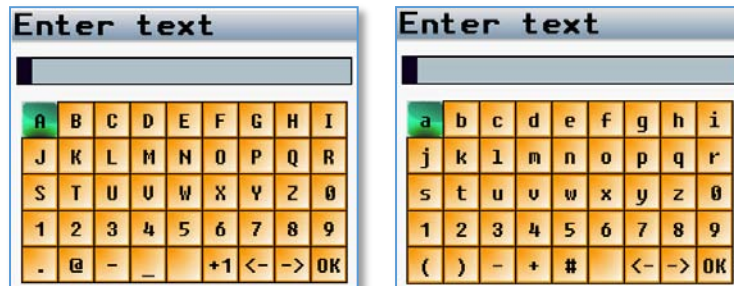 Enter text
A B C D E F G H I
J K L M N O P Q R
S T U V W X Y Z 0
1 2 3 4 5 6 7 8 9
. @ - _ +1 <- -> OK
Enter text
a b c d e f g h i
j k l m n o p q r
s t u v w x y z 0
1 2 3 4 5 6 7 8 9
( ) - + # <- -> OK